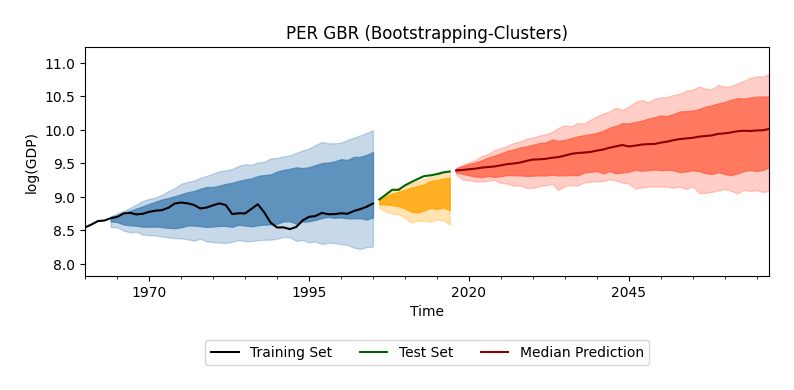 PER GBR (Bootstrapping-Clusters)
11.0
10.5
10.0
9.5
9.0
8.5
8.0
log(GDP)
1970 1995 2020 2045
Time
Training Set Test Set Median Prediction